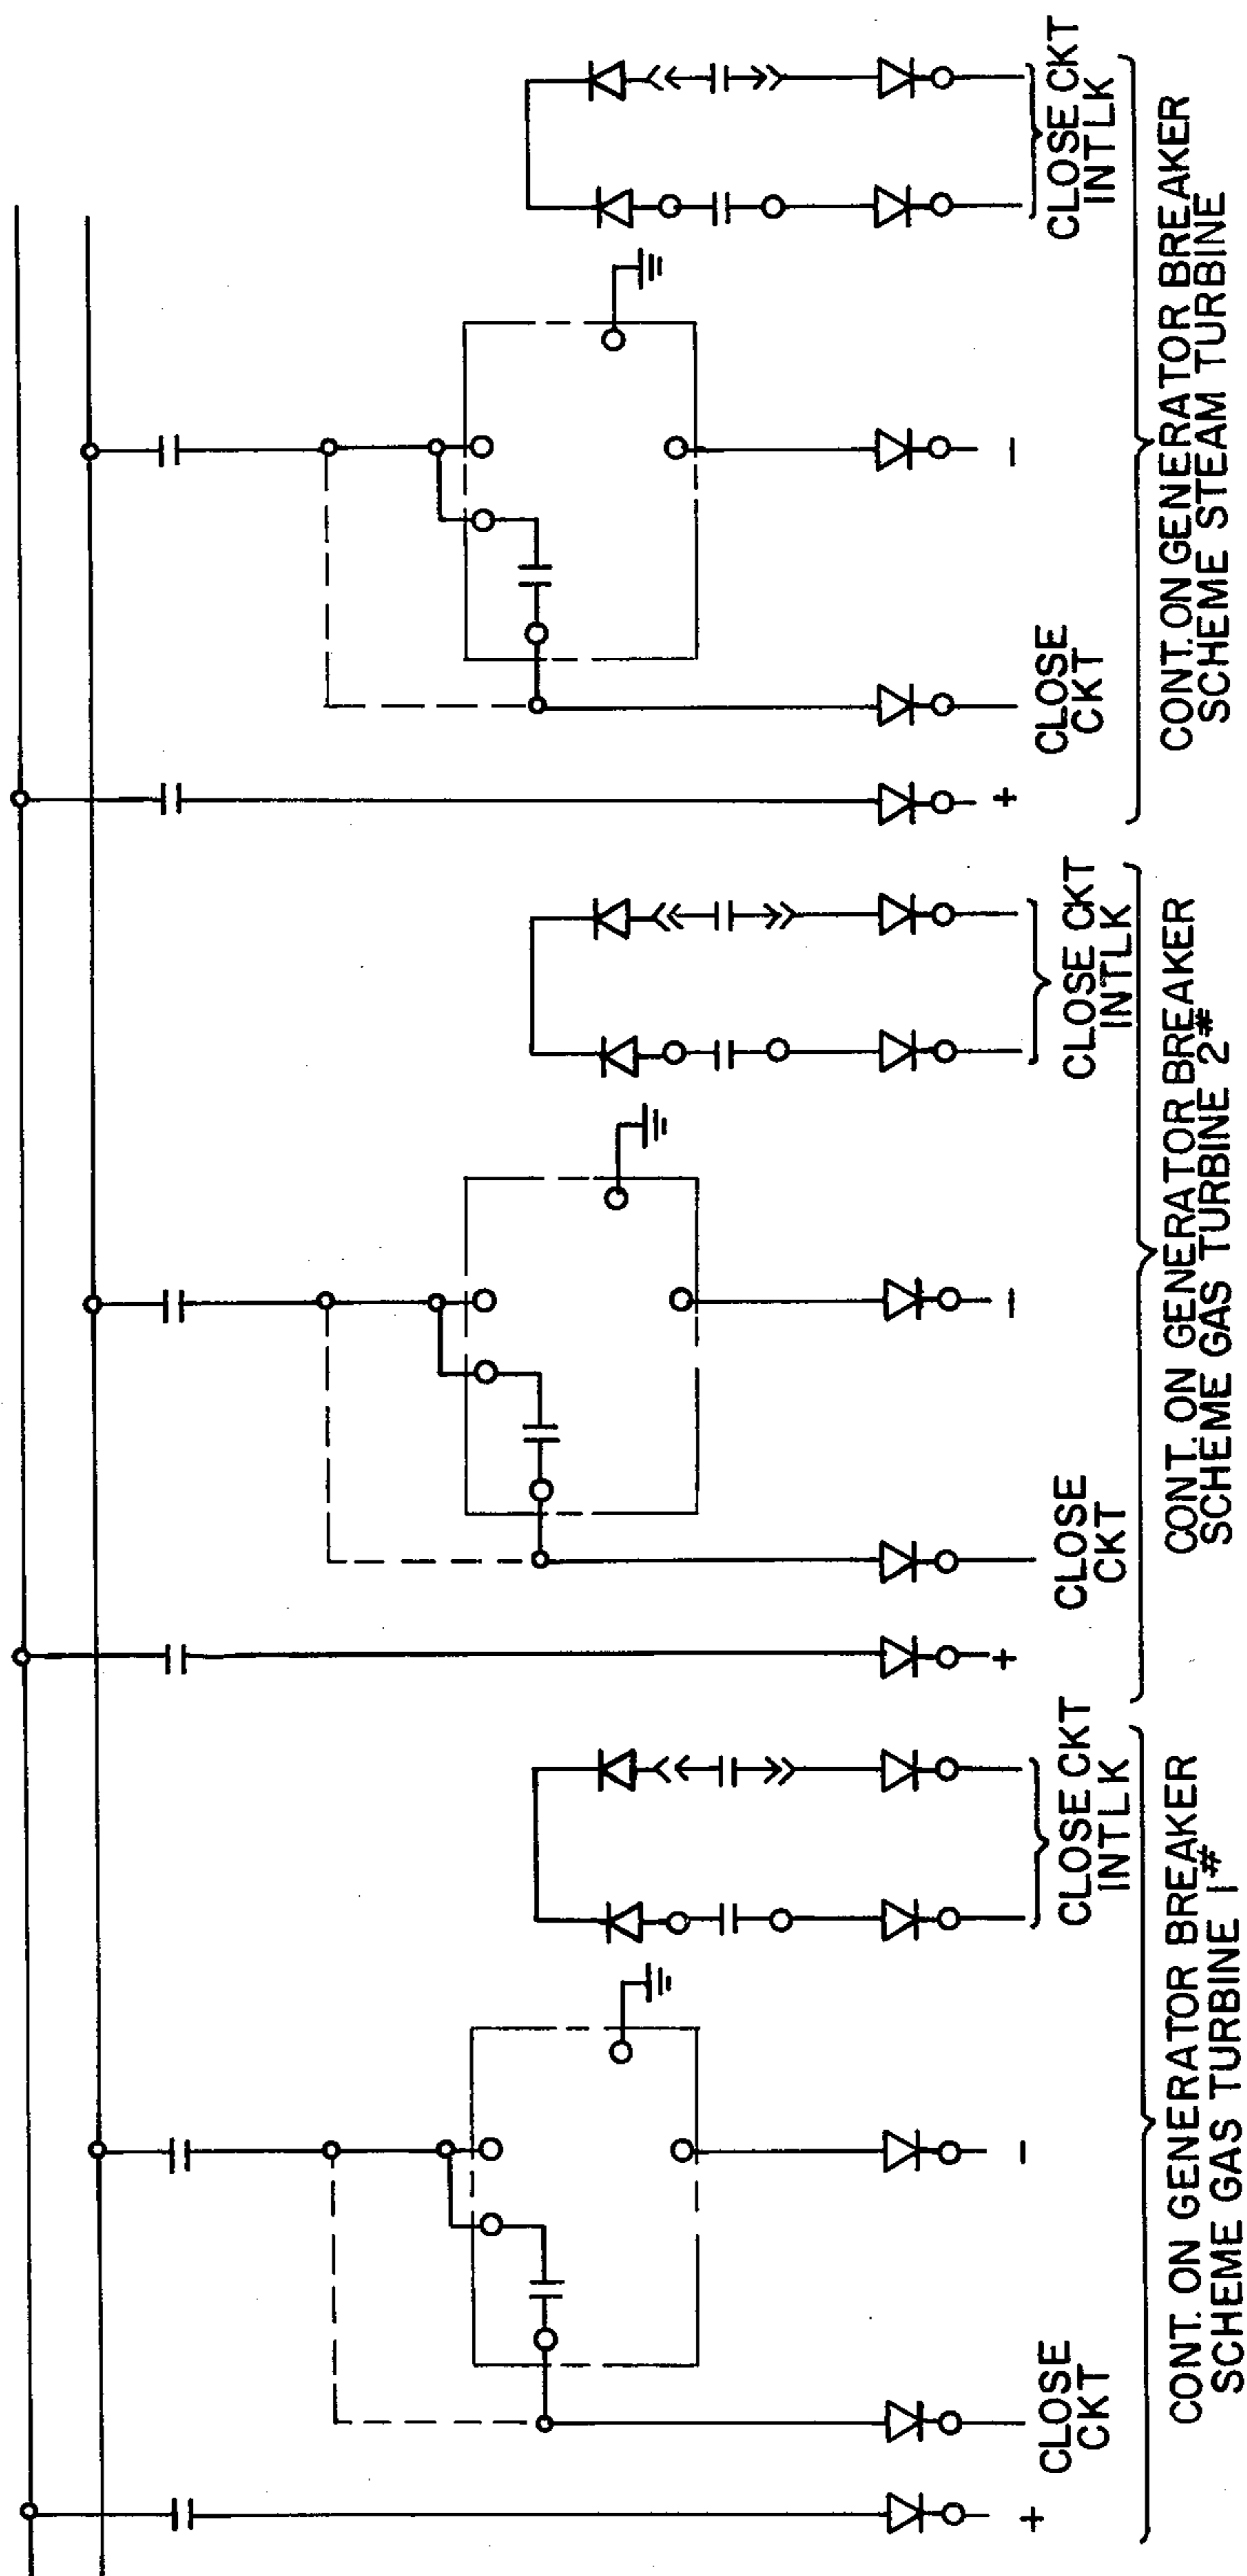 +
CLOSE
CKT
−
CLOSE CKT
INTLK
CONT. ON GENERATOR BREAKER
SCHEME GAS TURBINE 1#
+
CLOSE
CKT
−
CLOSE CKT
INTLK
CONT. ON GENERATOR BREAKER
SCHEME GAS TURBINE 2#
+
CLOSE
CKT
−
CLOSE CKT
INTLK
CONT. ON GENERATOR BREAKER
SCHEME STEAM TURBINE